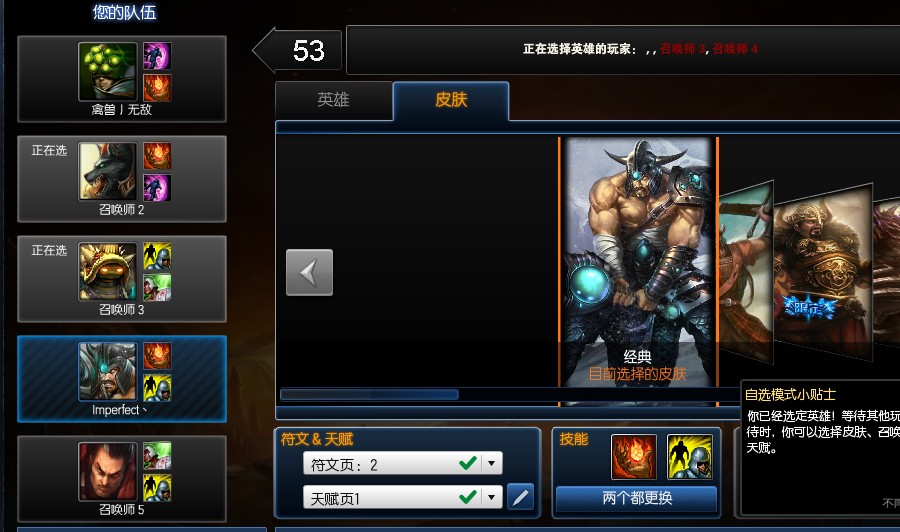 您的队伍
禽兽丿无敌
正在选
召唤师 2
正在选
召唤师 3
Imperfect丶
召唤师 5
53
正在选择英雄的玩家：, , 召唤师 3, 召唤师 4
英雄
皮肤
限定
经典
目前选择的皮肤
符文 & 天赋
符文页：2
天赋页1
技能
两个都更换
自选模式小贴士
你已经选定英雄！等待其他玩
待时，你可以选择皮肤、召唤
天赋。
不再